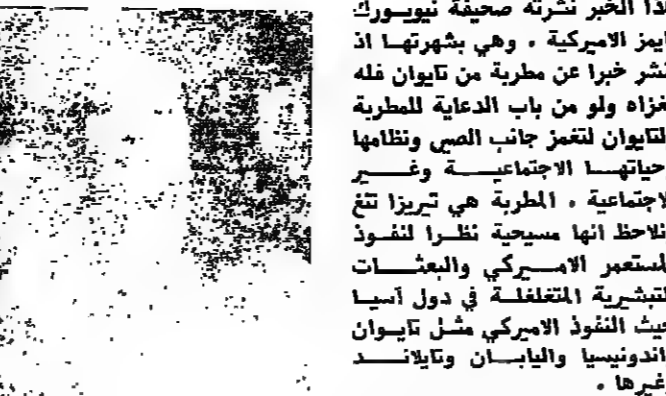 ذا الخبر نشرته صحيفة نيويورك
ايمز الاميركية . وهي بشهرتها اذ
نشر خبرا عن مطربة من تايوان فله
غزاه ولو من باب الدعاية للمطربة
لتايوان لتغمز جانب الصين ونظامها
حياتها الاجتماعية وغير
لاجتماعية . المطربة هي تيريزا تنغ
نلاحظ انها مسيحية نظرا لنفوذ
لمستعمر الاميركي والبعثات
لتبشيرية المتغلغلة في دول آسيا
حيث النفوذ الاميركي مثل تايوان
اندونيسيا واليابان وتايلاند
غيرها .